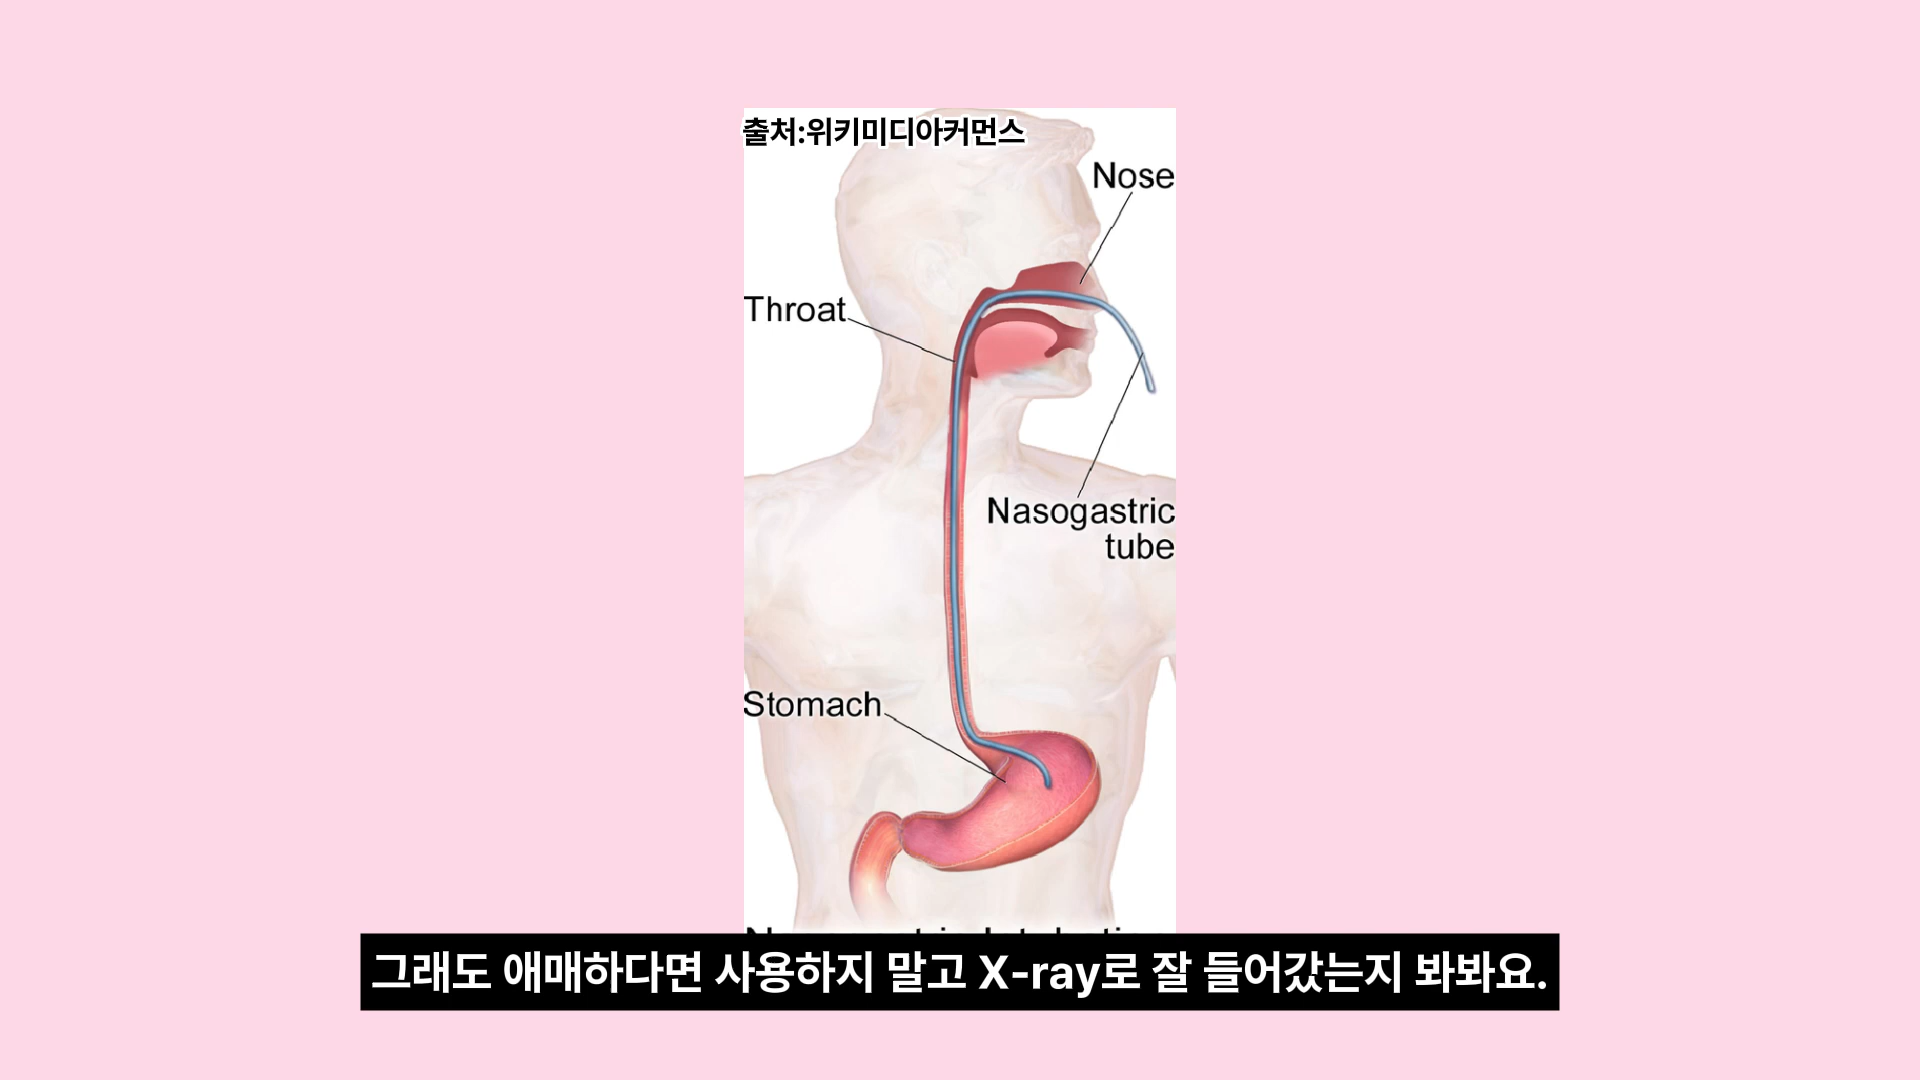 출처:위키미디아커먼스
Nose
Throat
Nasogastric
tube
Stomach
그래도 애매하다면 사용하지 말고 X-ray로 잘 들어갔는지 봐봐요.